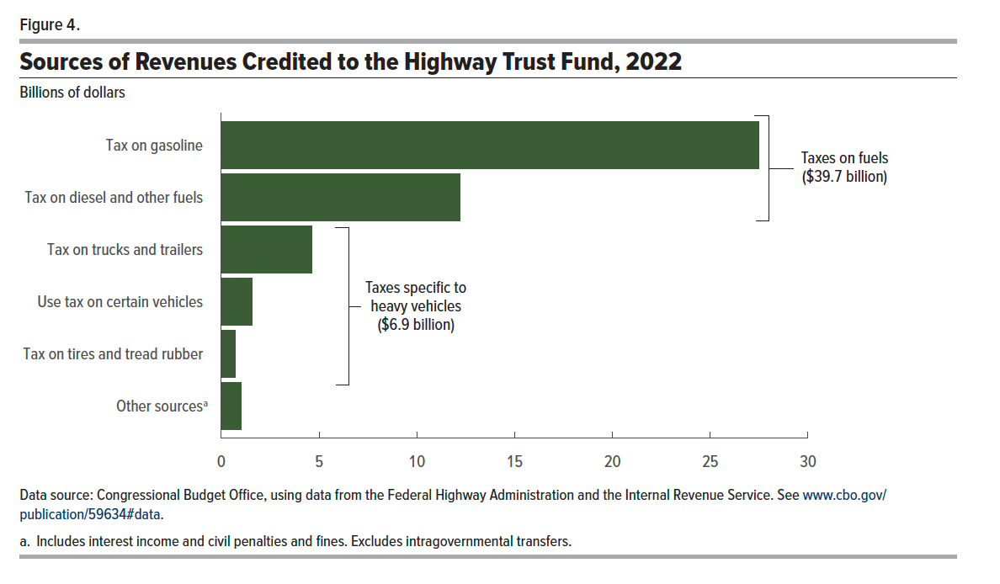 Figure 4.
Sources of Revenues Credited to the Highway Trust Fund, 2022
Billions of dollars
Tax on gasoline
Taxes on fuels
($39.7 billion)
Tax on diesel and other fuels
Tax on trucks and trailers
Taxes specific to
heavy vehicles
($6.9 billion)
Use tax on certain vehicles
Tax on tires and tread rubber
Other sourcesᵃ
0 5 10 15 20 25 30
Data source: Congressional Budget Office, using data from the Federal Highway Administration and the Internal Revenue Service. See www.cbo.gov/
publication/59634#data.
a. Includes interest income and civil penalties and fines. Excludes intragovernmental transfers.